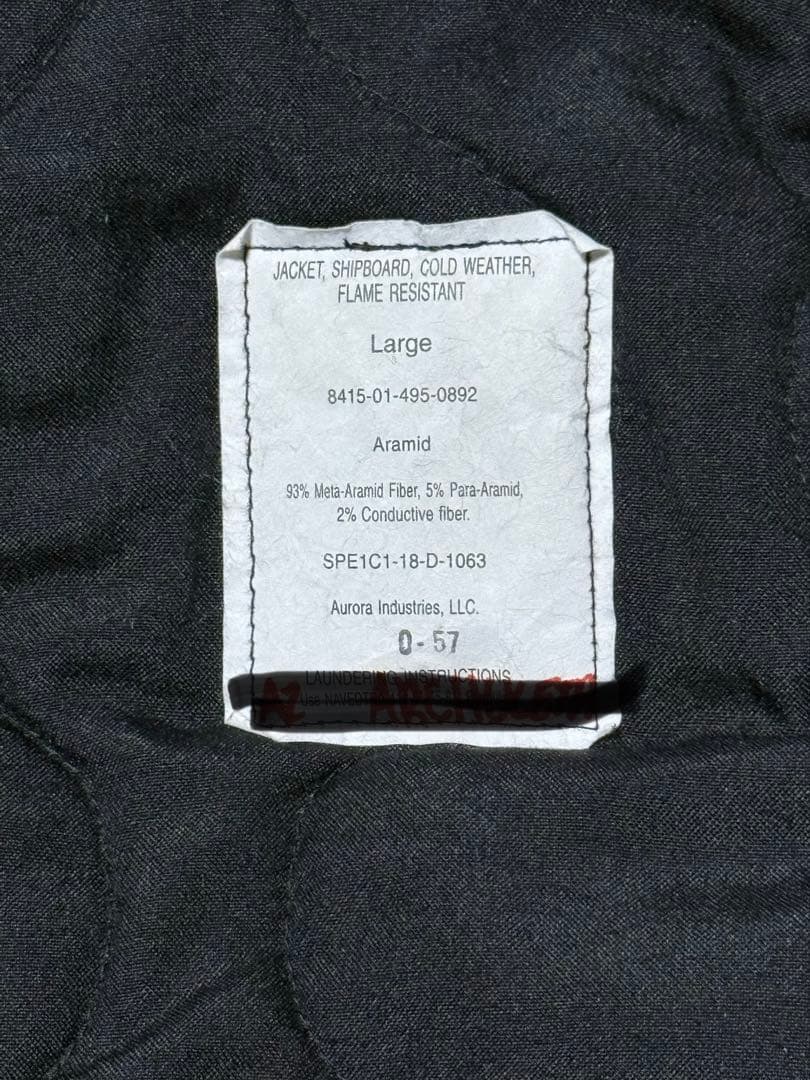 JACKET, SHIPBOARD, COLD WEATHER,
FLAME RESISTANT
Large
8415-01-495-0892
Aramid
93% Meta-Aramid Fiber, 5% Para-Aramid,
2% Conductive fiber.
SPE1C1-18-D-1063
Aurora Industries, LLC.
0-57
LAUNDERING INSTRUCTIONS
Use